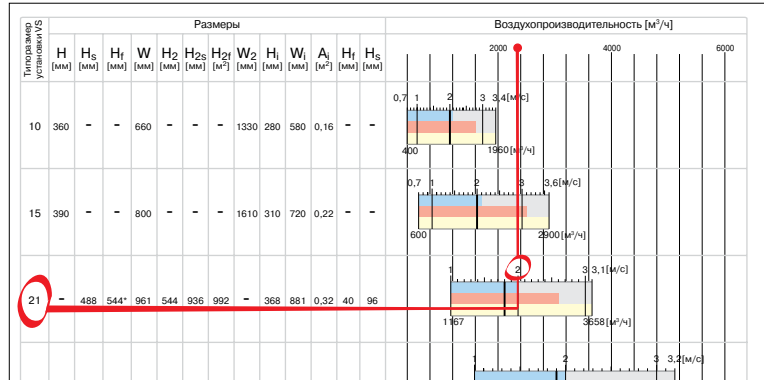 Типоразмер установки VS
Размеры
Воздухопроизводительность [м³/ч]
H Hs Hf W H2 H2s H2f W2 Hi Wi Ai Hf Hs
[мм] [мм] [мм] [мм] [мм] [мм] [м²] [мм] [мм] [мм] [м²] [мм] [мм]
2000 4000 6000
0,7 1 2 3 3,4[м/с]
10 360 - - 660 - - - 1330 280 580 0,16 - -
400 1960[м³/ч]
0,7 1 2 3 3,6[м/с]
15 390 - - 800 - - - 1610 310 720 0,22 - -
600 2900[м³/ч]
1 2 3 3,1[м/с]
21 - 488 544* 961 544 936 992 - 368 881 0,32 40 96
1167 3658[м³/ч]
1 2 3 3,2[м/с]